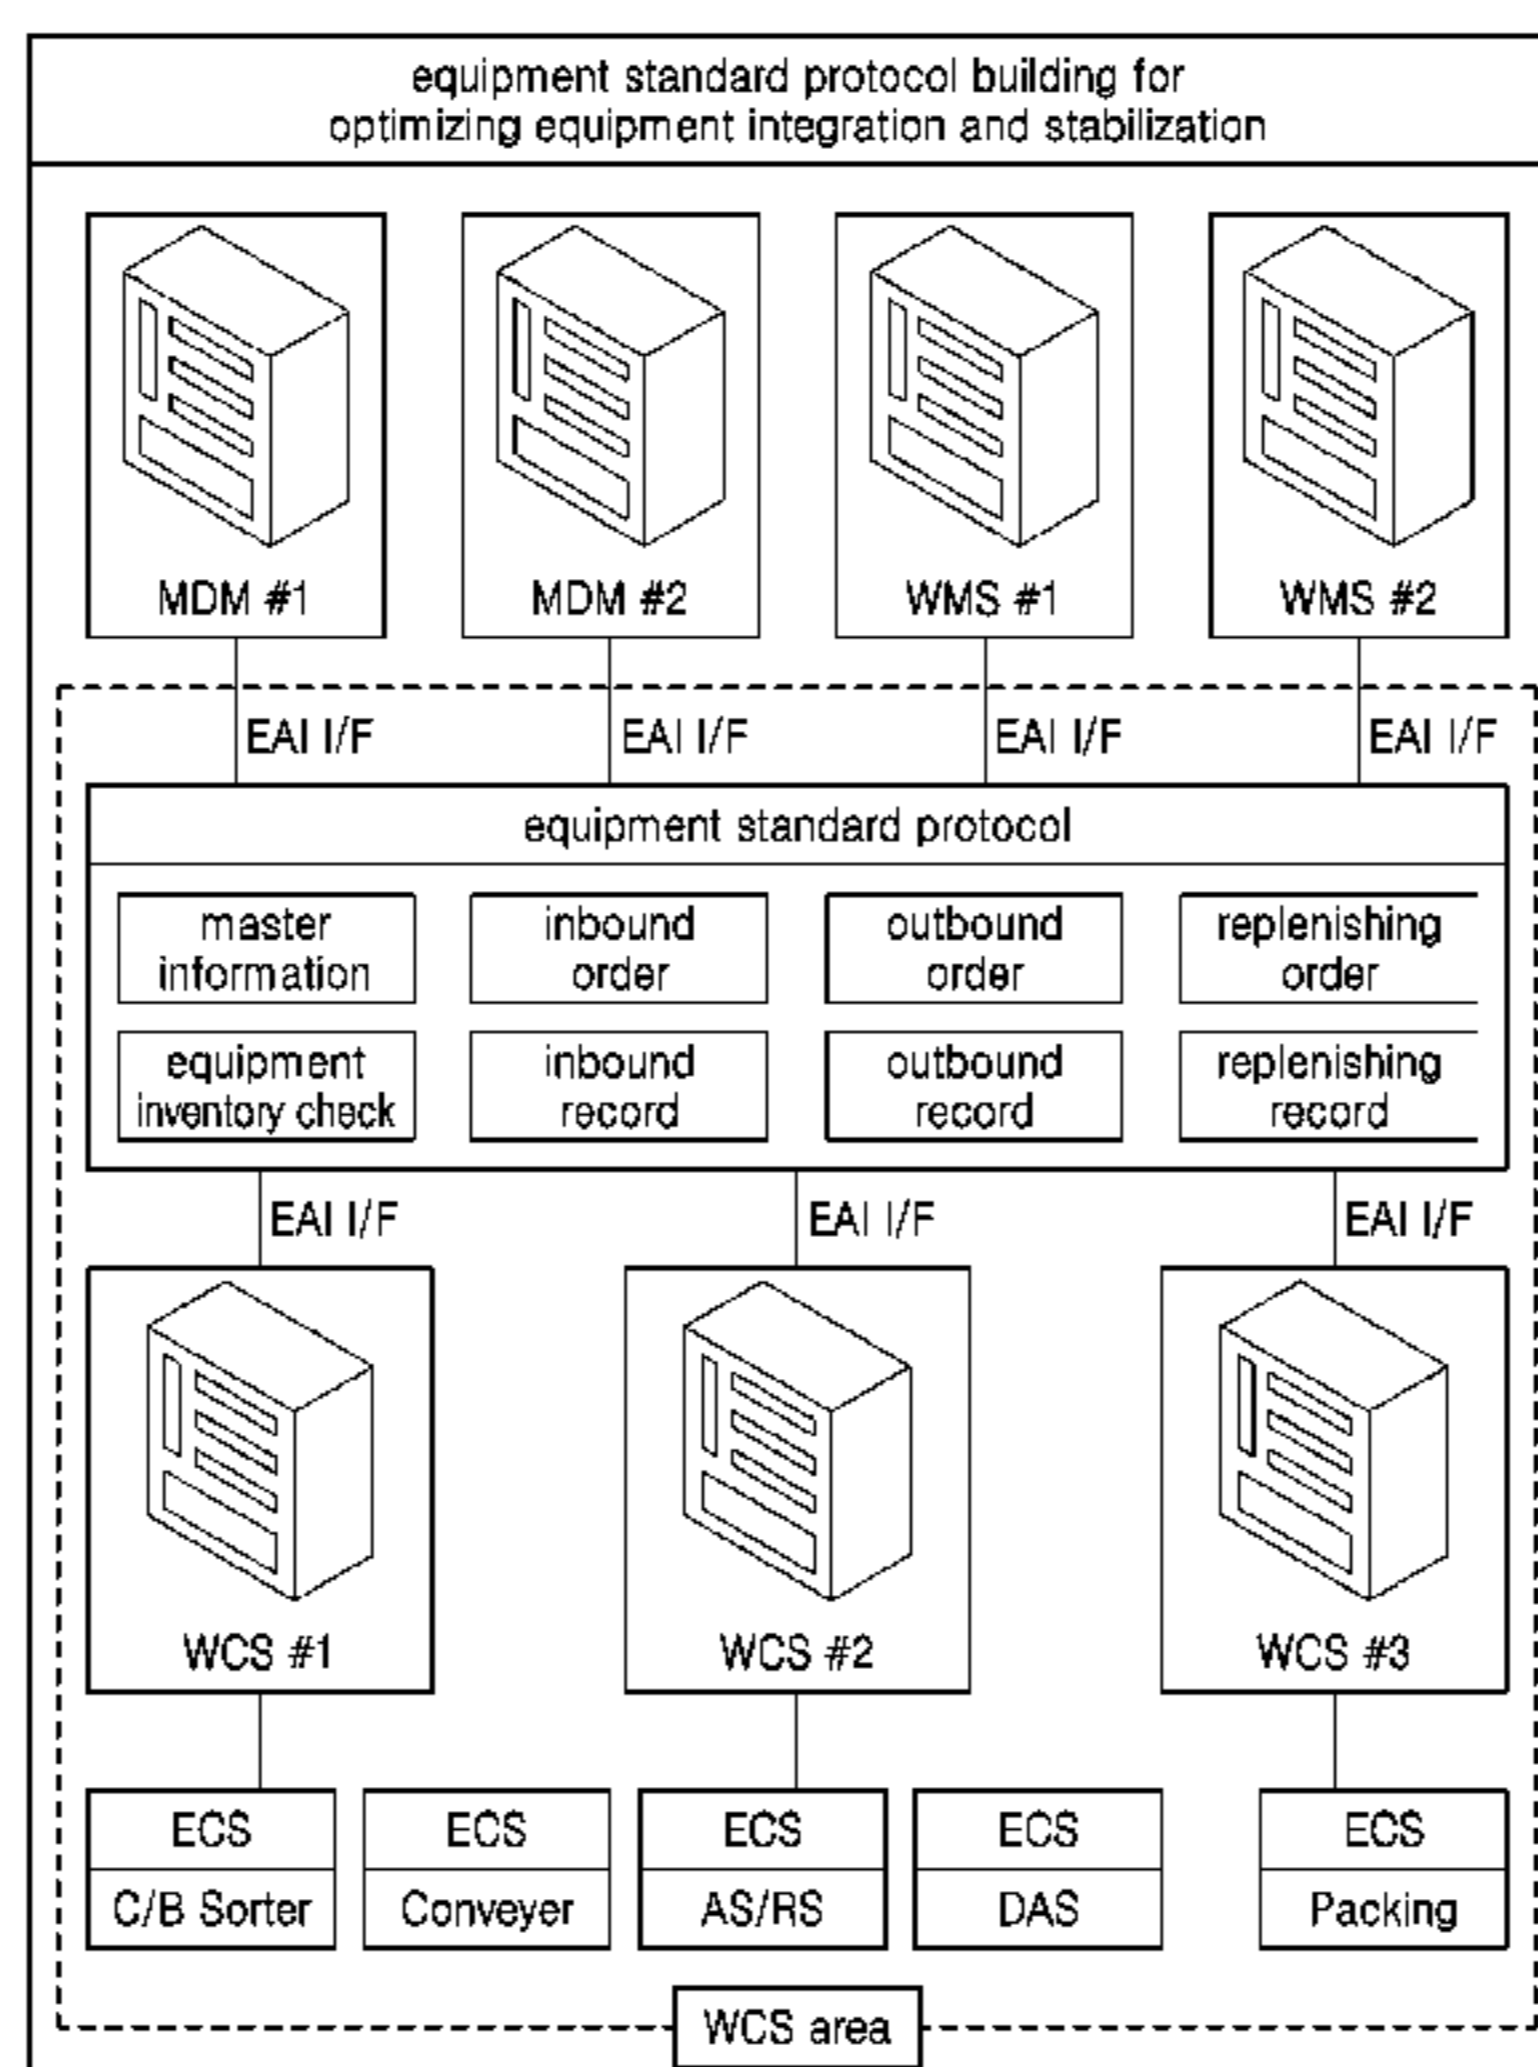 equipment standard protocol building for
optimizing equipment integration and stabilization
MDM #1
MDM #2
WMS #1
WMS #2
EAI I/F
EAI I/F
EAI I/F
EAI I/F
equipment standard protocol
master
information
inbound
order
outbound
order
replenishing
order
equipment
inventory check
inbound
record
outbound
record
replenishing
record
EAI I/F
EAI I/F
EAI I/F
WCS #1
WCS #2
WCS #3
ECS
C/B Sorter
ECS
Conveyer
ECS
AS/RS
ECS
DAS
ECS
Packing
WCS area